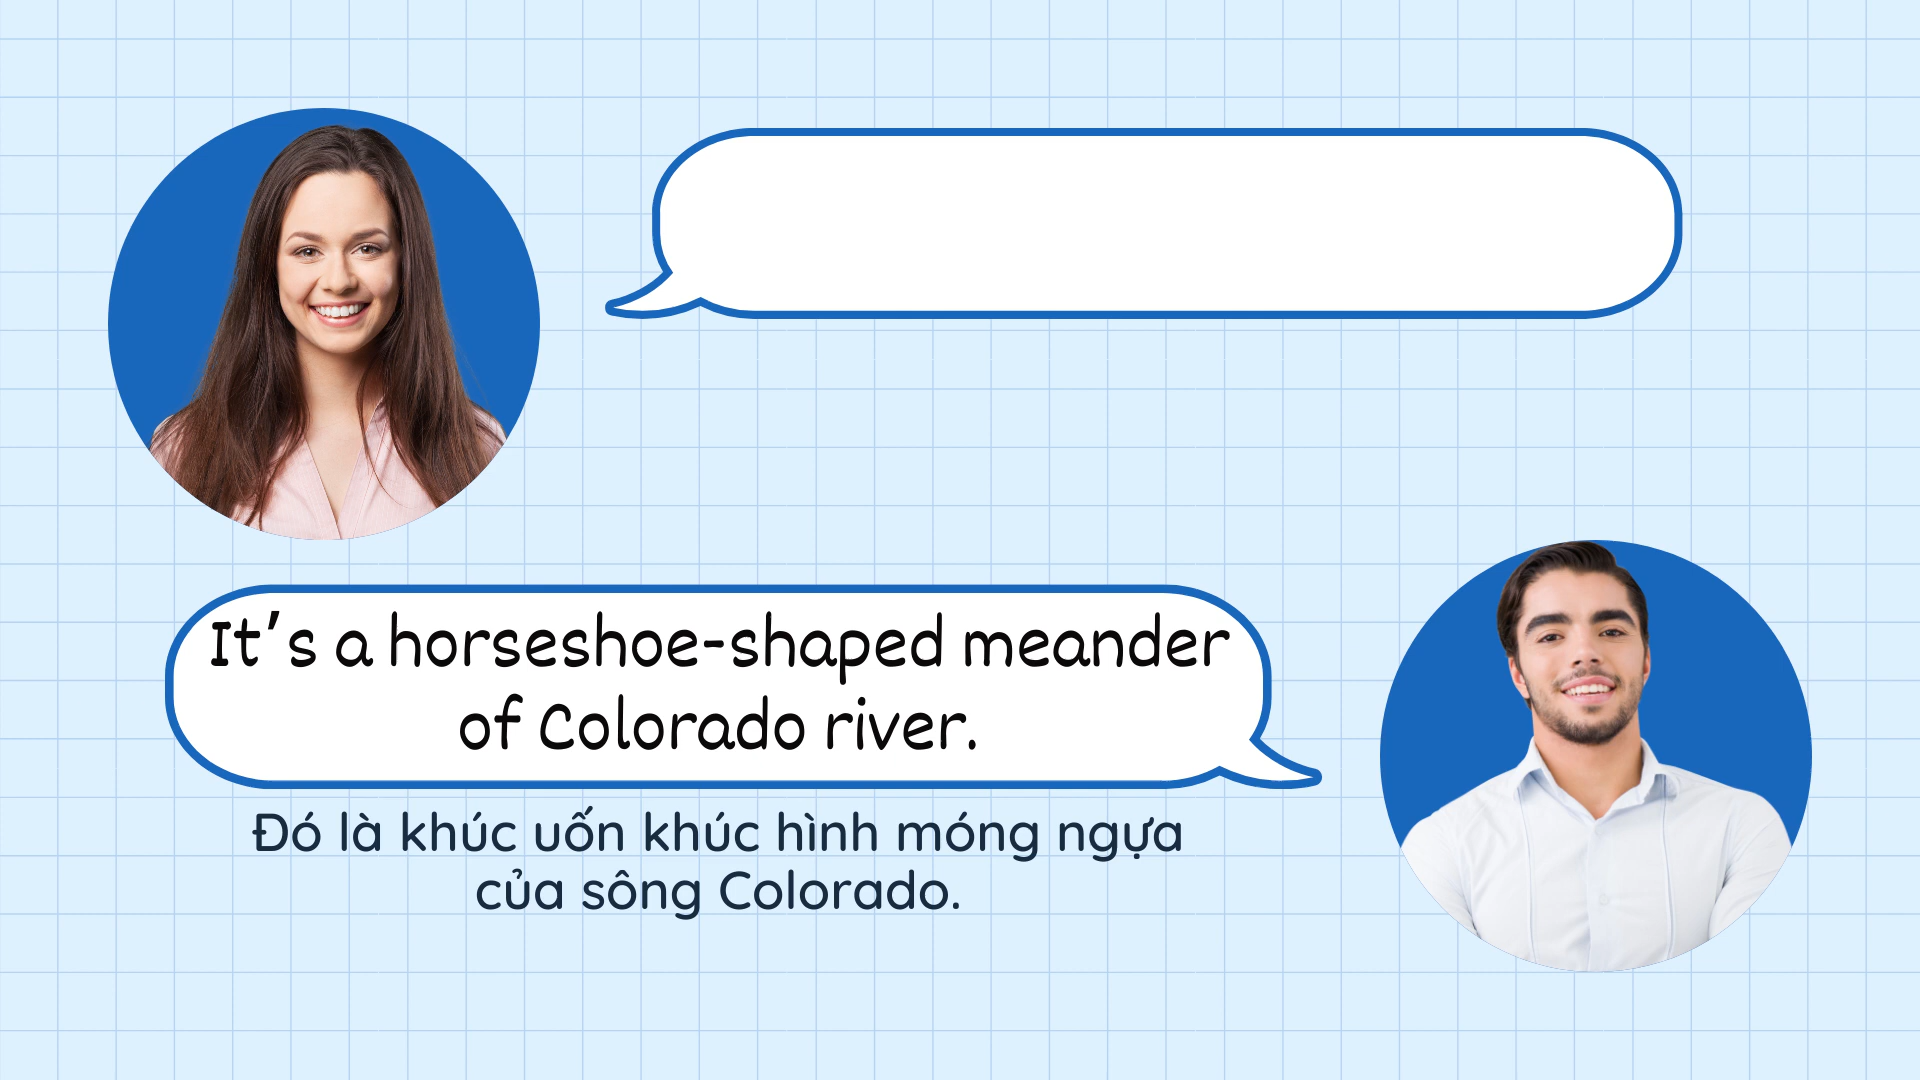 It's a horseshoe-shaped meander
of Colorado river.
Đó là khúc uốn khúc hình móng ngựa
của sông Colorado.